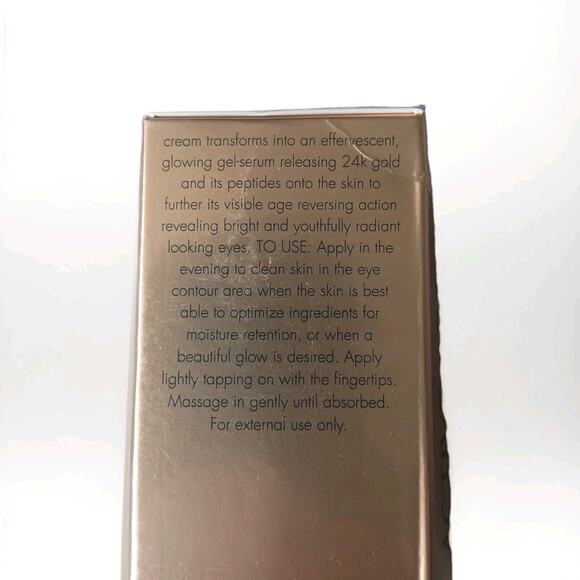 cream transforms into an effervescent,
glowing gel-serum releasing 24k gold
and its peptides onto the skin to
further its visible age reversing action
revealing bright and youthfully radiant
looking eyes. TO USE: Apply in the
evening to clean skin in the eye
contour area when the skin is best
able to optimize ingredients for
moisture retention, or when a
beautiful glow is desired. Apply
lightly tapping on with the fingertips.
Massage in gently until absorbed.
For external use only.